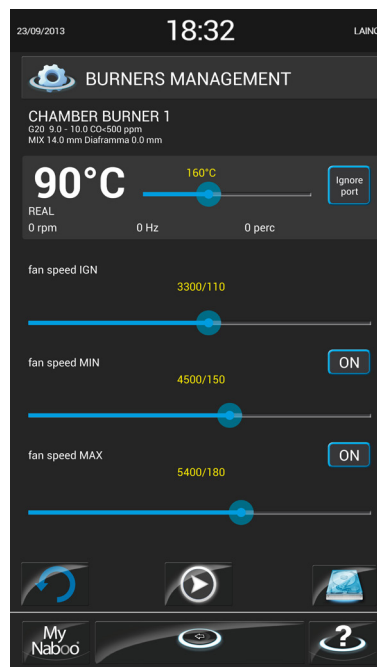 23/09/2013 18:32 LAINC
BURNERS MANAGEMENT
CHAMBER BURNER 1
G20 9.0 - 10.0 CO<500 ppm
MIX 14.0 mm Diaframma 0.0 mm
90°C 160°C Ignore port
REAL
0 rpm 0 Hz 0 perc
fan speed IGN
3300/110
fan speed MIN ON
4500/150
fan speed MAX ON
5400/180
My
Naboo ?